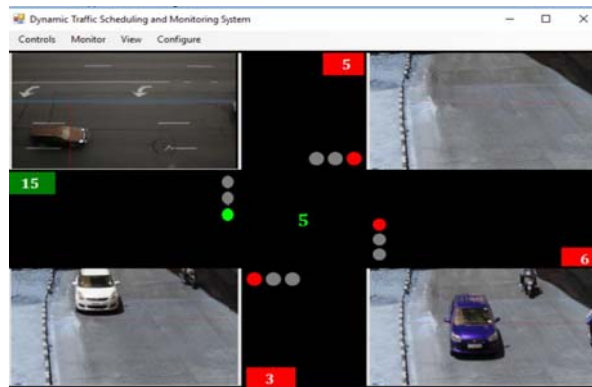 Dynamic Traffic Scheduling and Monitoring System
Controls Monitor View Configure
5
15
5
6
3